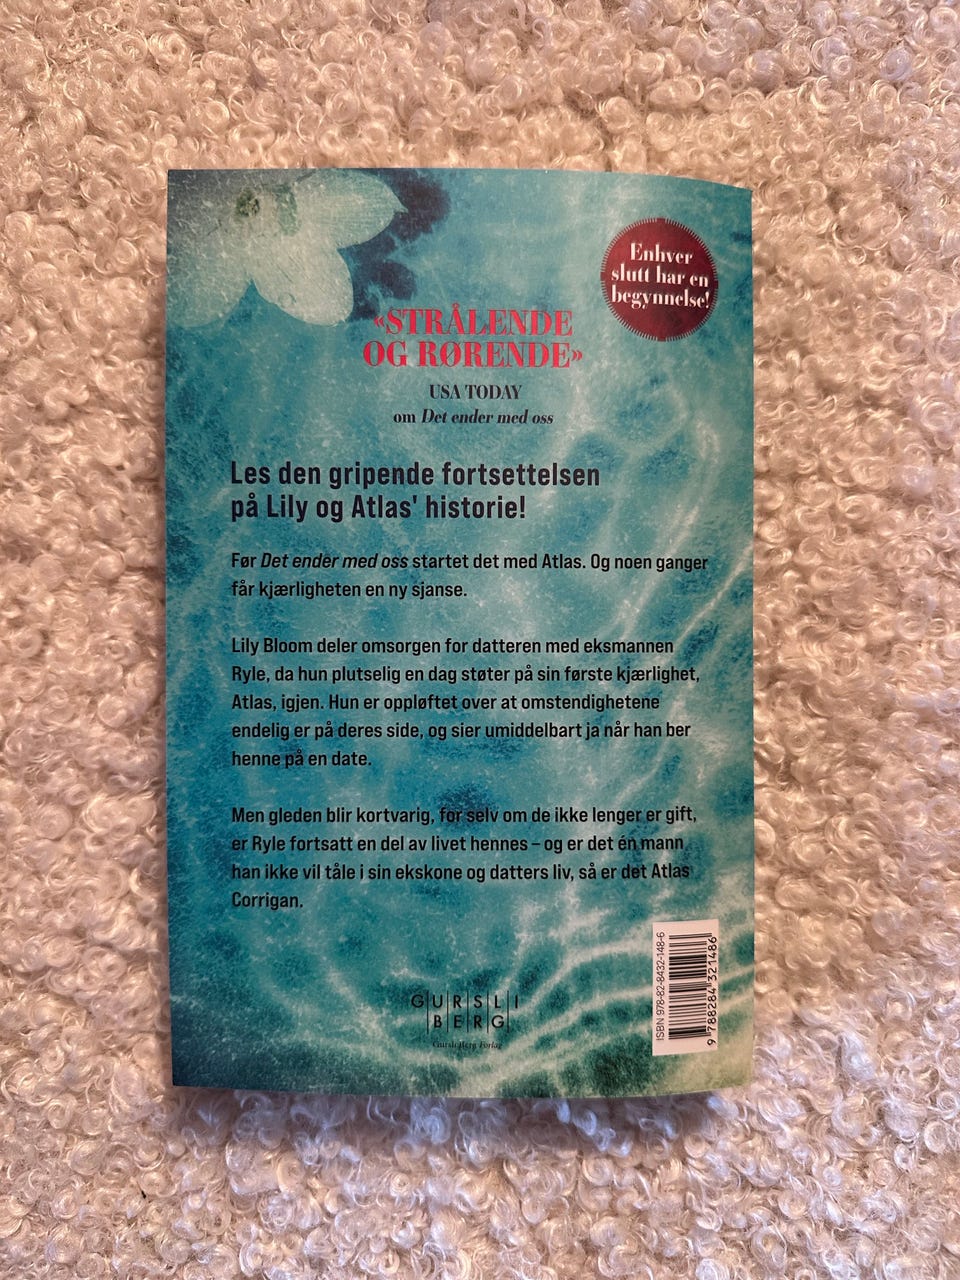 Enhver
slutt har en
begynnelse!
«STRÅLENDE
OG RØRENDE»
USA TODAY
om Det ender med oss
Les den gripende fortsettelsen
på Lily og Atlas' historie!
Før Det ender med oss startet det med Atlas. Og noen ganger
får kjærligheten en ny sjanse.
Lily Bloom deler omsorgen for datteren med eksmannen
Ryle, da hun plutselig en dag støter på sin første kjærlighet,
Atlas, igjen. Hun er oppløftet over at omstendighetene
endelig er på deres side, og sier umiddelbart ja når han ber
henne på en date.
Men gleden blir kortvarig, for selv om de ikke lenger er gift,
er Ryle fortsatt en del av livet hennes – og er det én mann
han ikke vil tåle i sin ekskone og datters liv, så er det Atlas
Corrigan.
GURSLI
BERG
Gursli Berg Forlag
ISBN 978-82-8432-148-6
9 788284 321486